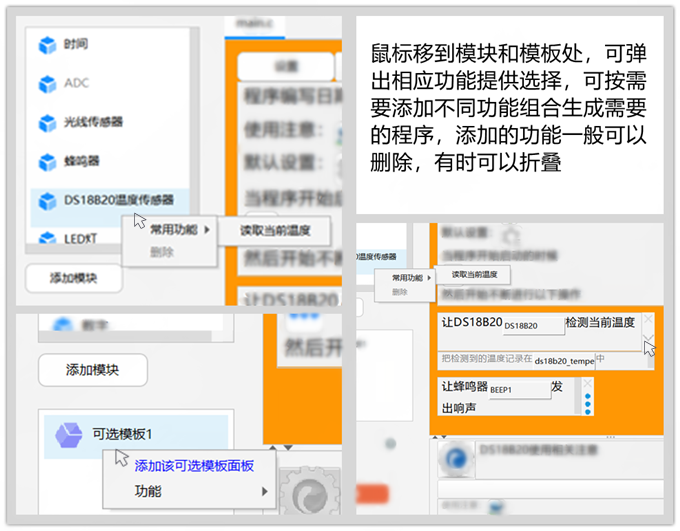 main.c
时间
ADC
光线传感器
蜂鸣器
DS18B20温度传感器
LED灯
添加模块
常用功能
删除
读取当前温度
设置
程序编写日期
使用注意：
默认设置：
当程序开始启
然后开始不断
让DS18B20
鼠标移到模块和模板处，可弹
出相应功能提供选择，可按需
要添加不同功能组合生成需要
的程序，添加的功能一般可以
删除，有时可以折叠
数字
添加模块
可选模板1
添加该可选模板面板
功能
然后开
温度传感器
常用功能
删除
读取当前温度
默认设置：
当程序开始启动的时候
然后开始不断进行以下操作
让DS18B20 DS18B20 检测当前温度
把检测到的温度记录在 ds18b20_tempe 中
让蜂鸣器 BEEP1 发
出响声
DS18B20使用相关注意